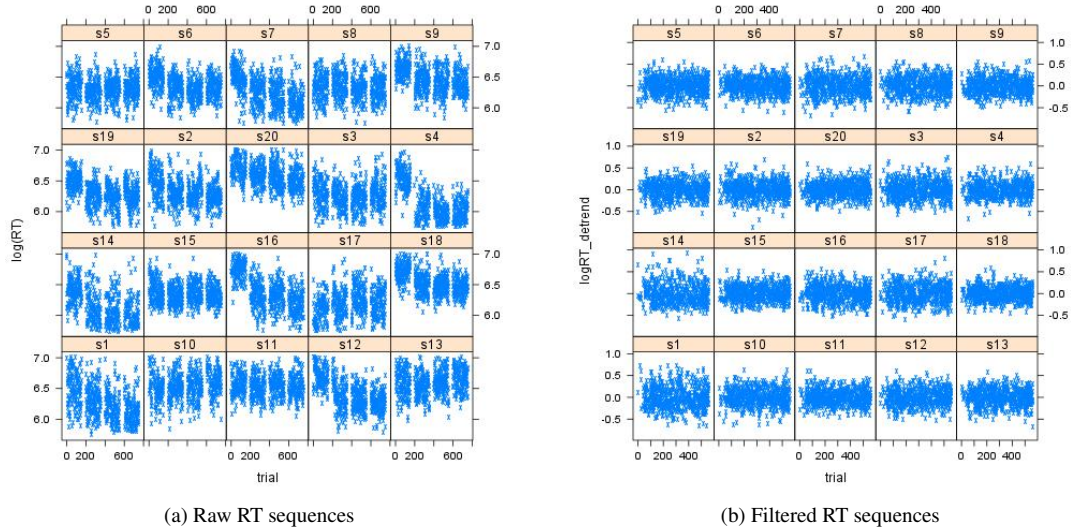 0 200 600
0 200 600
s5 s6 s7 s8 s9
7.0
6.5
6.0
s19 s2 s20 s3 s4
7.0
6.5
6.0
s14 s15 s16 s17 s18
7.0
6.5
6.0
s1 s10 s11 s12 s13
7.0
6.5
6.0
log(RT)
0 200 600
0 200 600
0 200 600
trial
(a) Raw RT sequences
0 200 400
0 200 400
s5 s6 s7 s8 s9
1.0
0.5
0.0
-0.5
s19 s2 s20 s3 s4
1.0
0.5
0.0
-0.5
s14 s15 s16 s17 s18
1.0
0.5
0.0
-0.5
s1 s10 s11 s12 s13
1.0
0.5
0.0
-0.5
logRT_detrend
0 200 400
0 200 400
0 200 400
trial
(b) Filtered RT sequences